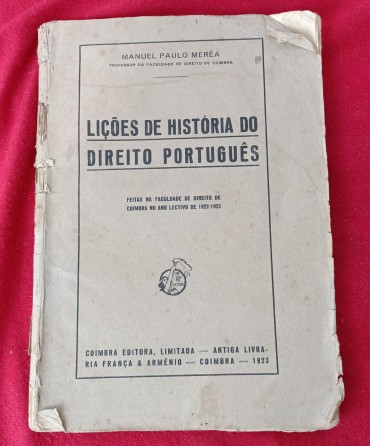 MANUEL PAULO MERÊA
PROFESSOR DA FACULDADE DE DIREITO DE COIMBRA
LIÇÕES DE HISTÓRIA DO
DIREITO PORTUGUÊS
FEITAS NA FACULDADE DE DIREITO DE
COIMBRA NO ANO LECTIVO DE 1922-1923
COIMBRA EDITORA, LIMITADA — ANTIGA LIVRA-
RIA FRANÇA & ARMÉNIO — COIMBRA — 1923